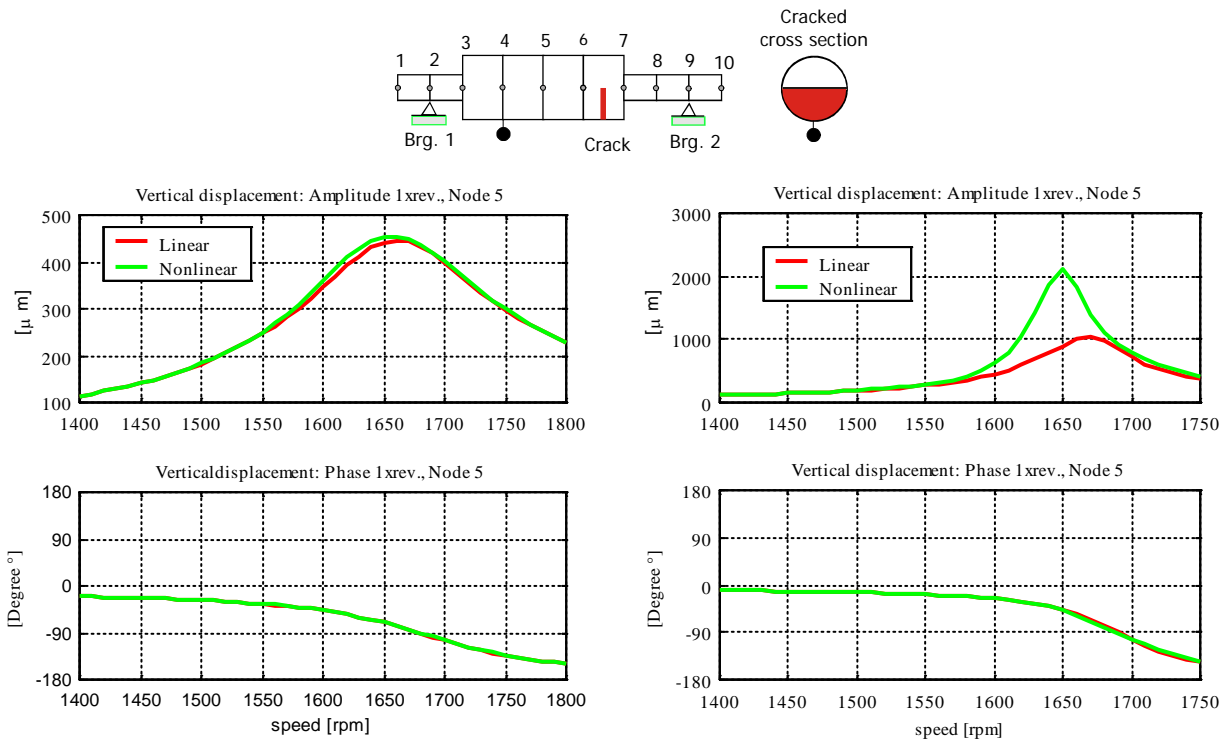 Cracked
cross section
1 2 3 4 5 6 7 8 9 10
Brg. 1
Crack
Brg. 2
Vertical displacement: Amplitude 1xrev., Node 5
500
400
300
200
100
[μ m]
Linear
Nonlinear
1400 1450 1500 1550 1600 1650 1700 1750 1800
Vertical displacement: Amplitude 1xrev., Node 5
3000
2000
1000
0
[μ m]
Linear
Nonlinear
1400 1450 1500 1550 1600 1650 1700 1750
Verticaldisplacement: Phase 1xrev., Node 5
180
90
0
-90
-180
[Degree °]
1400 1450 1500 1550 1600 1650 1700 1750 1800
speed [rpm]
Vertical displacement: Phase 1xrev., Node 5
180
90
0
-90
-180
[Degree °]
1400 1450 1500 1550 1600 1650 1700 1750
speed [rpm]